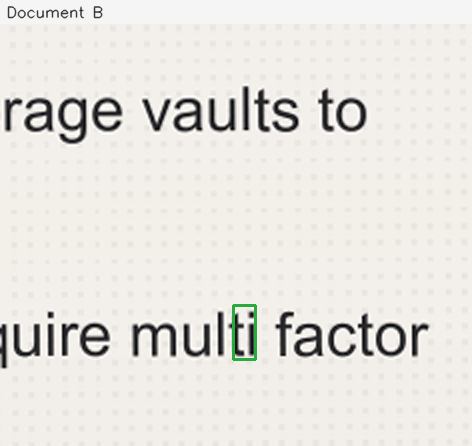 Document B
rage vaults to
quire multi factor